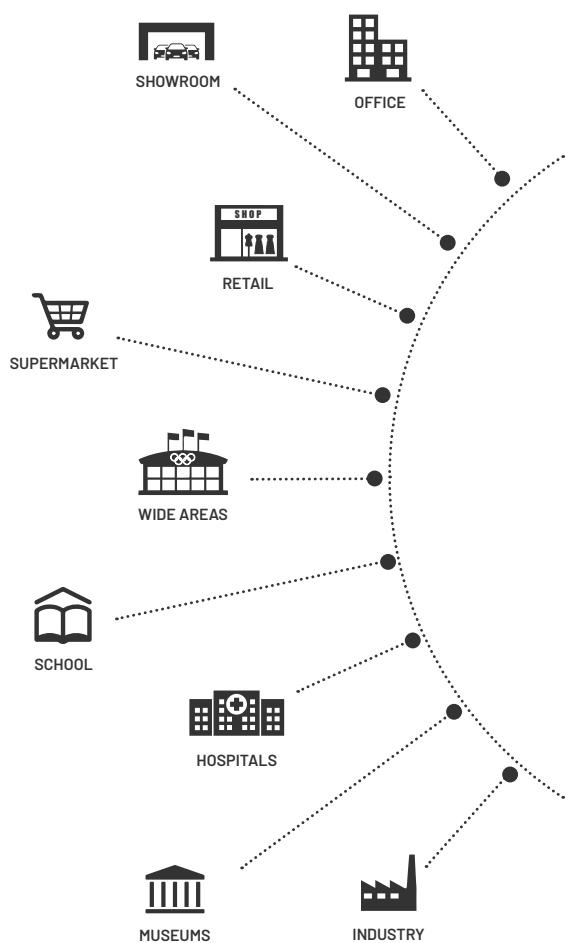 SHOWROOM
OFFICE
SHOP
RETAIL
SUPERMARKET
WIDE AREAS
SCHOOL
HOSPITALS
MUSEUMS
INDUSTRY